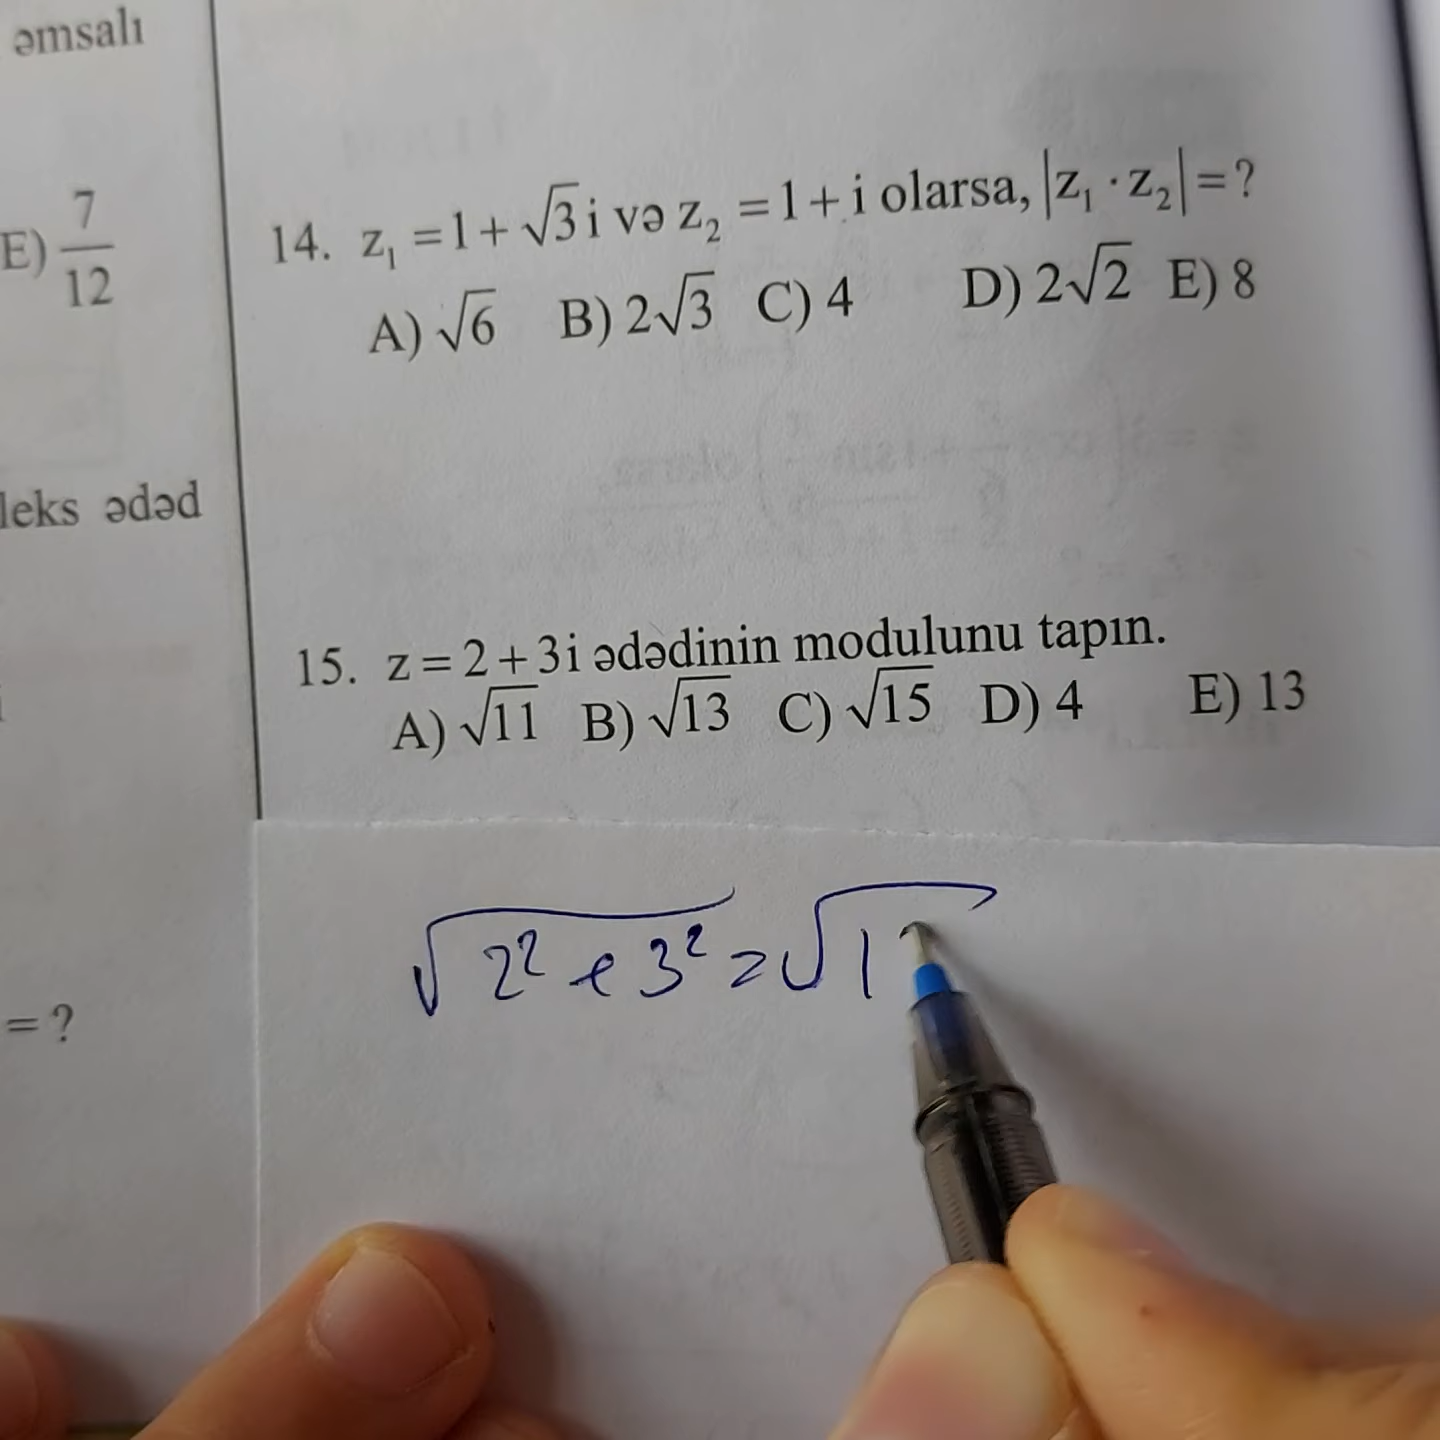 əmsalı
E) 7/12
14. z₁ = 1 + √3i və z₂ = 1 + i olarsa, |z₁ · z₂| = ?
A) √6 B) 2√3 C) 4 D) 2√2 E) 8
leks ədəd
15. z = 2 + 3i ədədinin modulunu tapın.
A) √11 B) √13 C) √15 D) 4 E) 13
√2² + 3² = √1
= ?